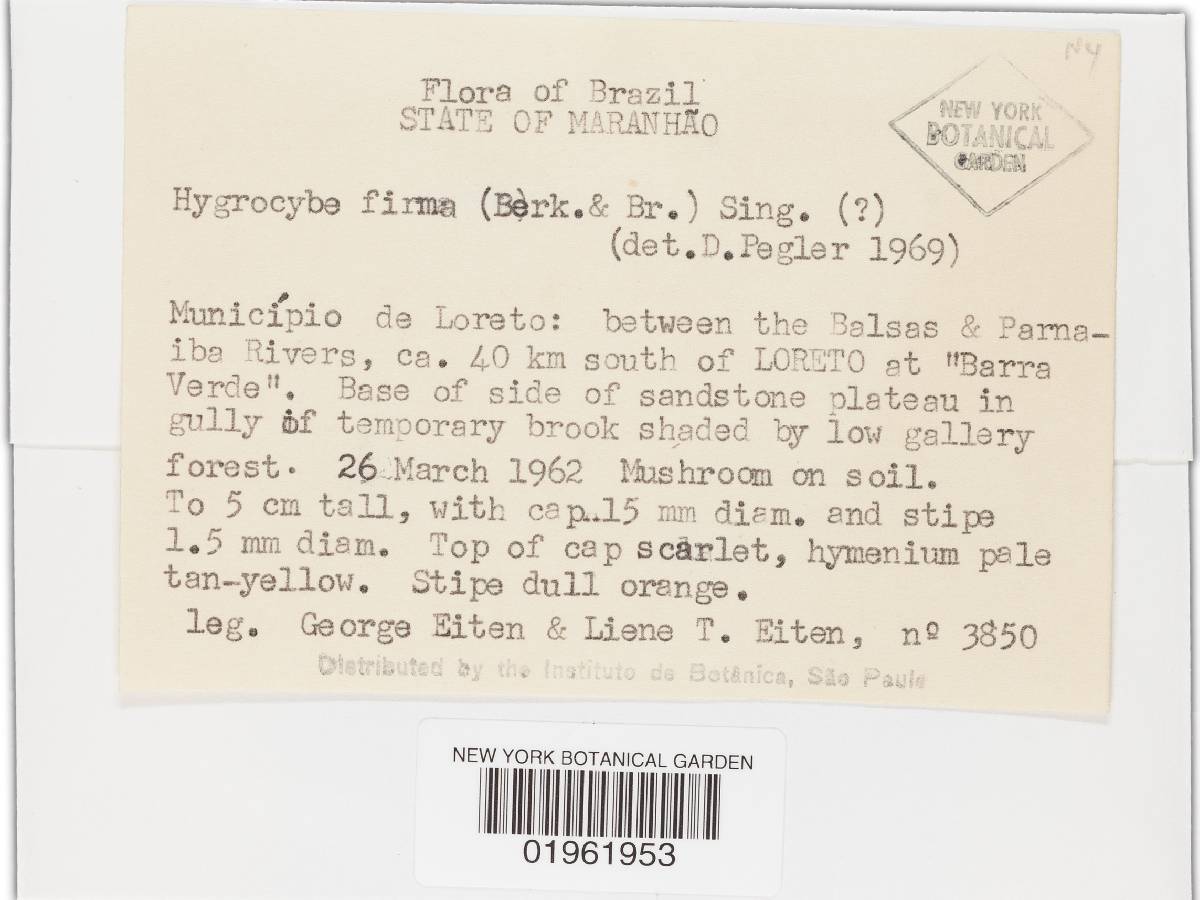 NY
Flora of Brazil
STATE OF MARANHÃO
NEW YORK
BOTANICAL
GARDEN
Hygrocybe firma (Berk.& Br.) Sing. (?)
(det.D.Pegler 1969)
Município de Loreto: between the Balsas & Parna-
iba Rivers, ca. 40 km south of LORETO at "Barra
Verde". Base of side of sandstone plateau in
gully of temporary brook shaded by low gallery
forest. 26 March 1962 Mushroom on soil.
To 5 cm tall, with cap..15 mm diam. and stipe
1.5 mm diam. Top of cap scarlet, hymenium pale
tan-yellow. Stipe dull orange.
leg. George Eiten & Liene T. Eiten, nº 3850
Distributed by the Instituto de Botânica, São Paulo
NEW YORK BOTANICAL GARDEN
01961953